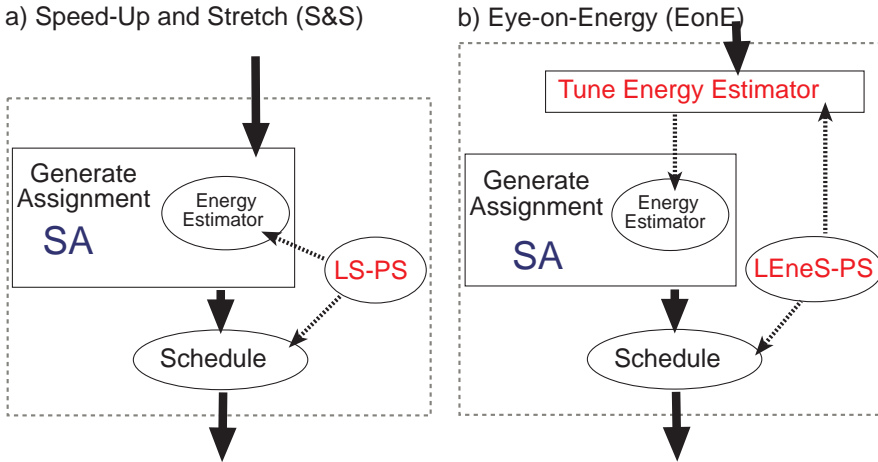 a) Speed-Up and Stretch (S&S)
Generate
Assignment
SA
Energy
Estimator
LS-PS
Schedule
b) Eye-on-Energy (EonE)
Tune Energy Estimator
Generate
Assignment
SA
Energy
Estimator
LEneS-PS
Schedule